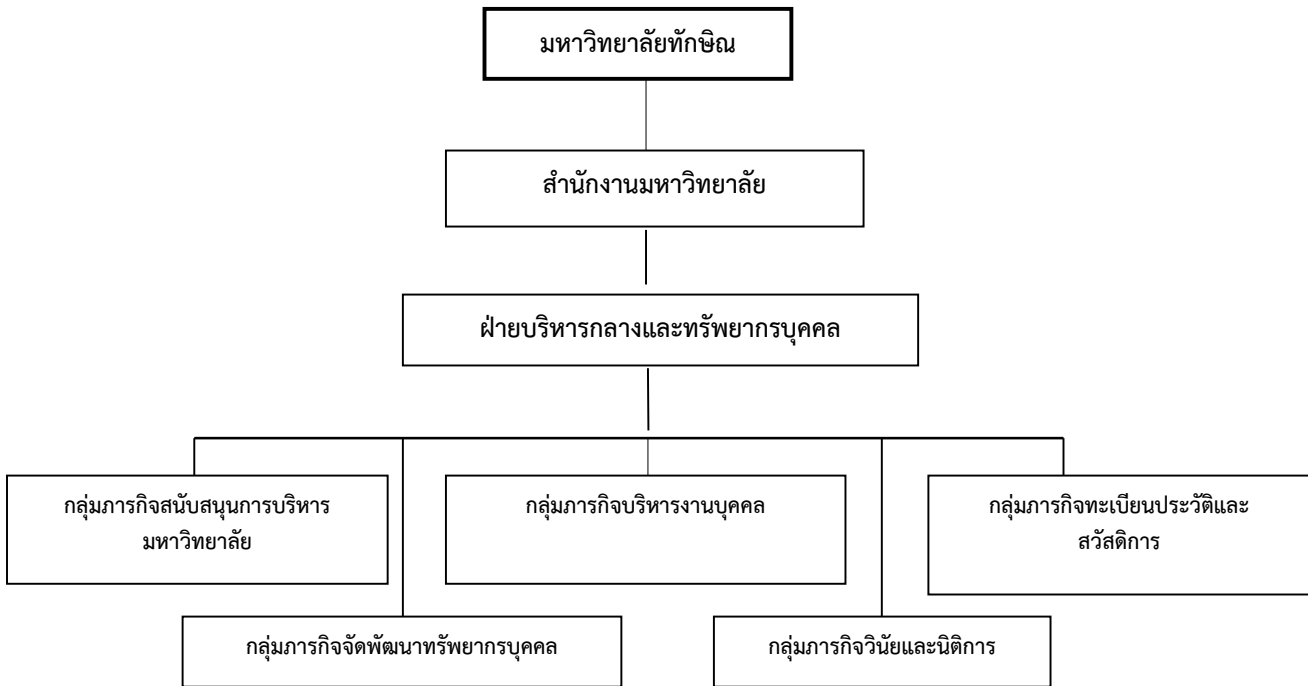 มหาวิทยาลัยทักษิณ
สำนักงานมหาวิทยาลัย
ฝ่ายบริหารกลางและทรัพยากรบุคคล
กลุ่มภารกิจสนับสนุนการบริหาร
มหาวิทยาลัย
กลุ่มภารกิจบริหารงานบุคคล
กลุ่มภารกิจทะเบียนประวัติและ
สวัสดิการ
กลุ่มภารกิจจัดพัฒนาทรัพยากรบุคคล
กลุ่มภารกิจวินัยและนิติการ